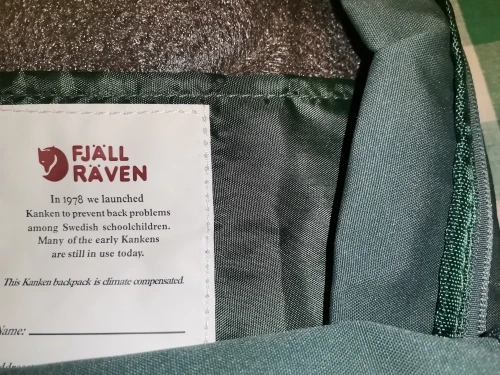 FJÄLL
RÄVEN
In 1978 we launched
Kanken to prevent back problems
among Swedish schoolchildren.
Many of the early Kankens
are still in use today.
This Kanken backpack is climate compensated.
Name: